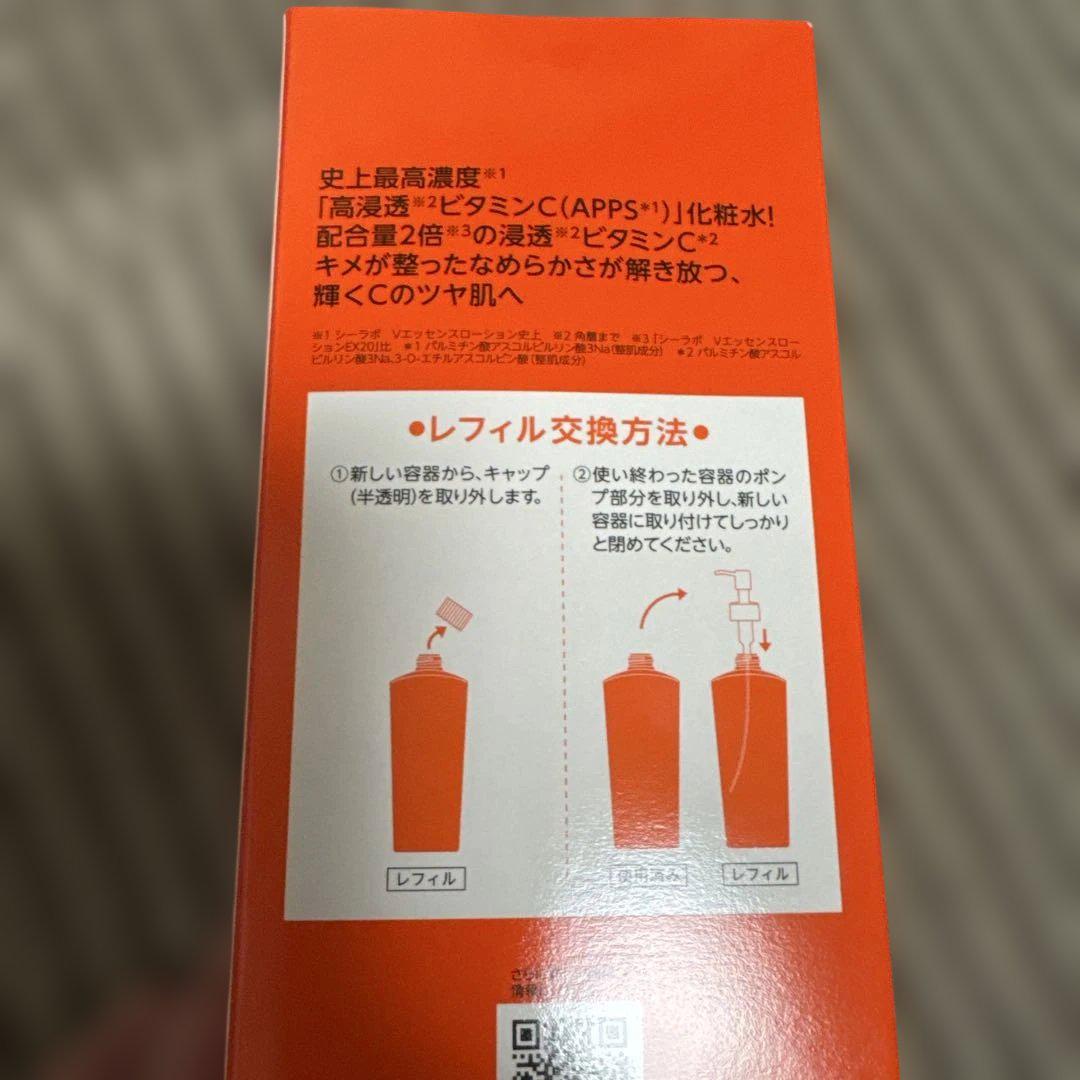 史上最高濃度※1
「高浸透※2ビタミンC(APPS*1)」化粧水!
配合量2倍※3の浸透※2ビタミンC*2
キメが整ったなめらかさが解き放つ、
輝くCのツヤ肌へ
※1 シーラボ Vエッセンスローション史上 ※2 角層まで ※3「シーラボ Vエッセンスロー
ションEX20」比 *1 パルミチン酸アスコルビルリン酸3Na(整肌成分) *2 パルミチン酸アスコル
ビルリン酸3Na、3-O-エチルアスコルビン酸(整肌成分)
●レフィル交換方法●
①新しい容器から、キャップ
(半透明)を取り外します。
②使い終わった容器のポン
プ部分を取り外し、新しい
容器に取り付けてしっかり
と閉めてください。
レフィル
使用済み
レフィル